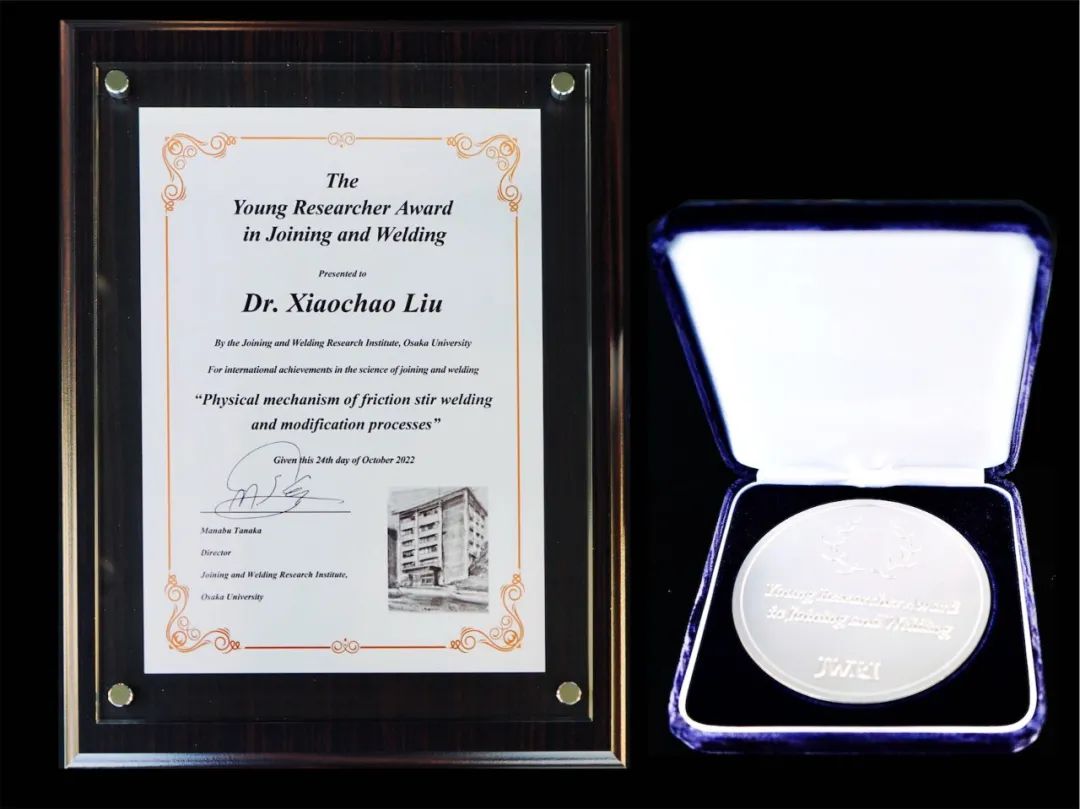 The
Young Researcher Award
in Joining and Welding
Presented to
Dr. Xiaochao Liu
By the Joining and Welding Research Institute, Osaka University
For international achievements in the science of joining and welding
“Physical mechanism of friction stir welding
and modification processes”
Given this 24th day of October 2022
Manabu Tanaka
Director
Joining and Welding Research Institute,
Osaka University
Young Researcher Award
in Joining and Welding
JWRI